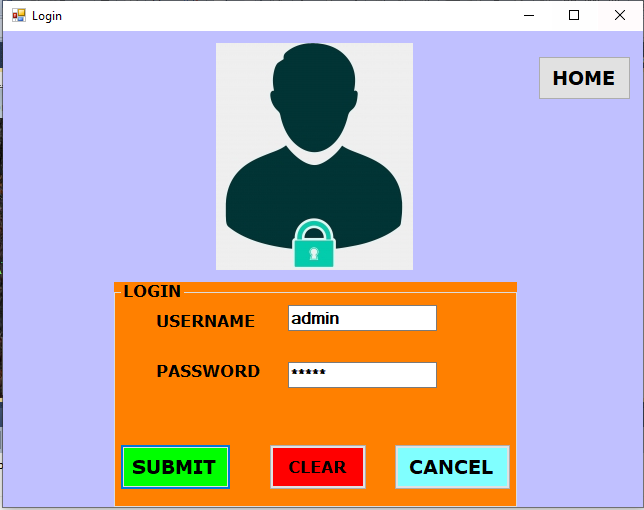 Login
HOME
LOGIN
USERNAME admin
PASSWORD *****
SUBMIT CLEAR CANCEL